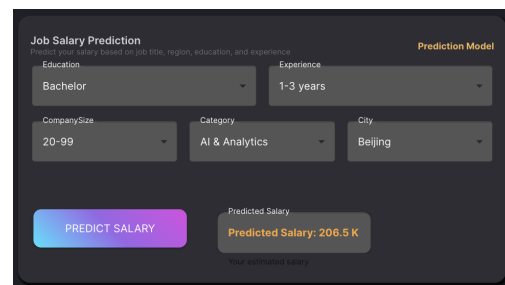 Job Salary Prediction
Predict your salary based on job title, region, education, and experience
Prediction Model
Education
Bachelor
Experience
1-3 years
CompanySize
20-99
Category
AI & Analytics
City
Beijing
PREDICT SALARY
Predicted Salary
Predicted Salary: 206.5 K
Your estimated salary